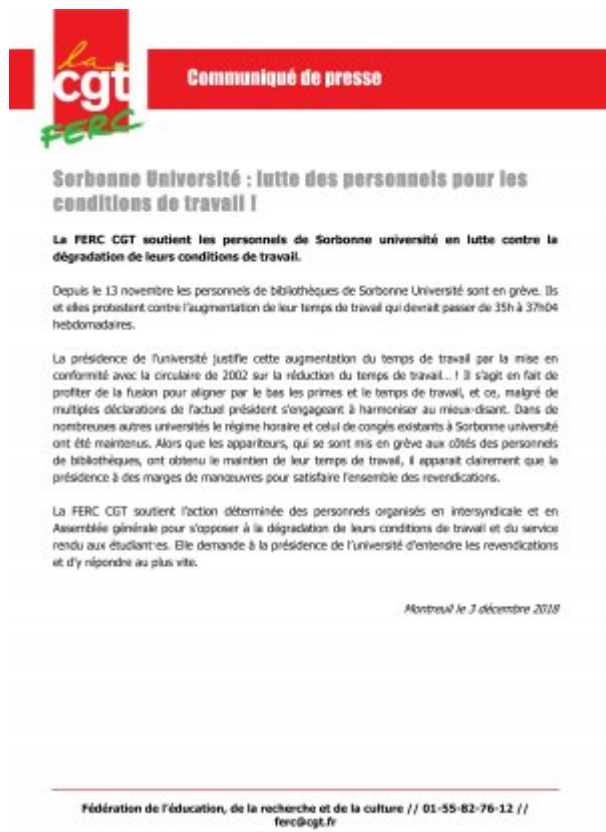 la
cgt
FERC
Communiqué de presse
Sorbonne Université : lutte des personnels pour les
conditions de travail !
La FERC CGT soutient les personnels de Sorbonne université en lutte contre la
dégradation de leurs conditions de travail.
Depuis le 13 novembre les personnels de bibliothèques de Sorbonne Université sont en grève. Ils
et elles protestent contre l'augmentation de leur temps de travail qui devrait passer de 35h à 37h04
hebdomadaires.
La présidence de l'université justifie cette augmentation du temps de travail par la mise en
conformité avec la circulaire de 2002 sur la réduction du temps de travail... ! Il s'agit en fait de
profiter de la fusion pour aligner par le bas les primes et le temps de travail, et ce, malgré de
multiples déclarations de l'actuel président s'engageant à harmoniser au mieux-disant. Dans de
nombreuses autres universités le régime horaire et celui de congés existants à Sorbonne université
ont été maintenus. Alors que les appariteurs, qui se sont mis en grève aux côtés des personnels
de bibliothèques, ont obtenu le maintien de leur temps de travail, il apparait clairement que la
présidence à des marges de manœuvres pour satisfaire l'ensemble des revendications.
La FERC CGT soutient l'action déterminée des personnels organisés en intersyndicale et en
Assemblée générale pour s'opposer à la dégradation de leurs conditions de travail et du service
rendu aux étudiant·es. Elle demande à la présidence de l'université d'entendre les revendications
et d'y répondre au plus vite.
Montreuil le 3 décembre 2018
Fédération de l'éducation, de la recherche et de la culture // 01-55-82-76-12 //
ferc@cgt.fr